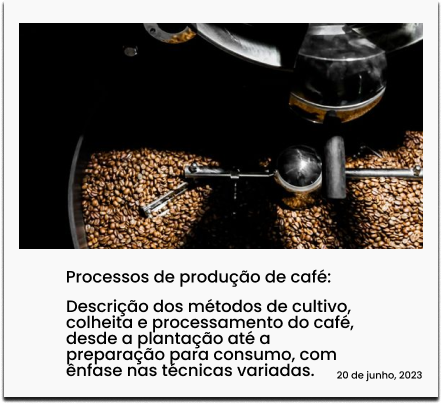 Processos de produção de café:
Descrição dos métodos de cultivo,
colheita e processamento do café,
desde a plantação até a
preparação para consumo, com
ênfase nas técnicas variadas.
20 de junho, 2023